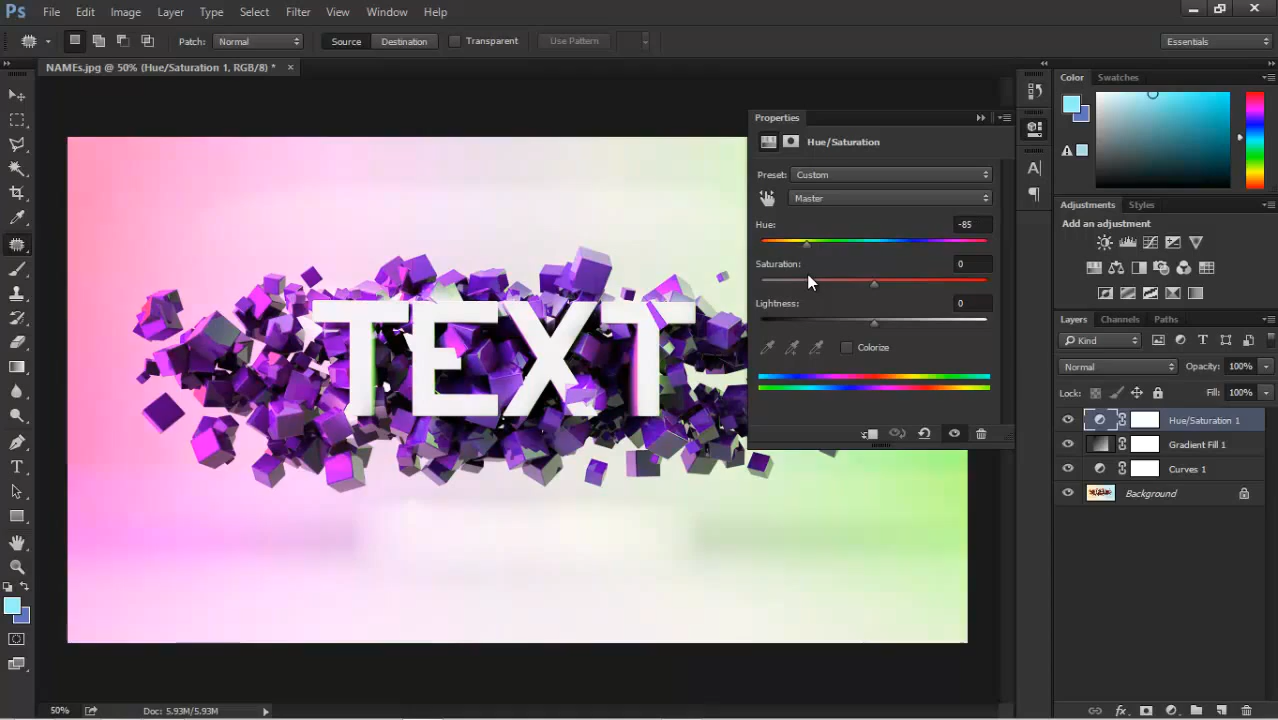 Ps File Edit Image Layer Type Select Filter View Window Help
Patch: Normal Source Destination Transparent Use Pattern Essentials
NAMEs.jpg @ 50% (Hue/Saturation 1, RGB/8) * ×
Color Swatches
Properties
Hue/Saturation
Preset: Custom
Master
Hue: -85
Saturation: 0
Lightness: 0
Colorize
TEXT
Adjustments Styles
Add an adjustment
Layers Channels Paths
Kind
Normal Opacity: 100%
Lock: Fill: 100%
Hue/Saturation 1
Gradient Fill 1
Curves 1
Background
50% Doc: 5.93M/5.93M